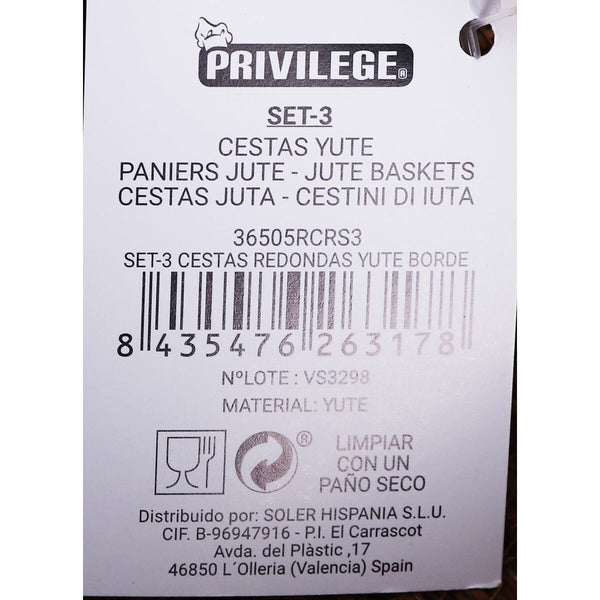 PRIVILEGE®
SET-3
CESTAS YUTE
PANIERS JUTE - JUTE BASKETS
CESTAS JUTA - CESTINI DI IUTA
36505RCRS3
SET-3 CESTAS REDONDAS YUTE BORDE
8 435476 263178
NºLOTE : VS3298
MATERIAL: YUTE
®
LIMPIAR
CON UN
PAÑO SECO
Distribuido por: SOLER HISPANIA S.L.U.
CIF. B-96947916 - P.I. El Carrascot
Avda. del Plàstic ,17
46850 L´Olleria (Valencia) Spain